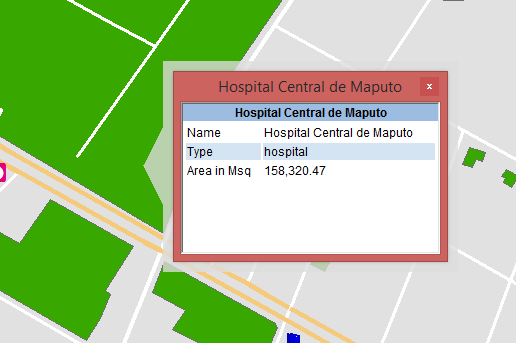 Hospital Central de Maputo x
Hospital Central de Maputo
Name Hospital Central de Maputo
Type hospital
Area in Msq 158,320.47